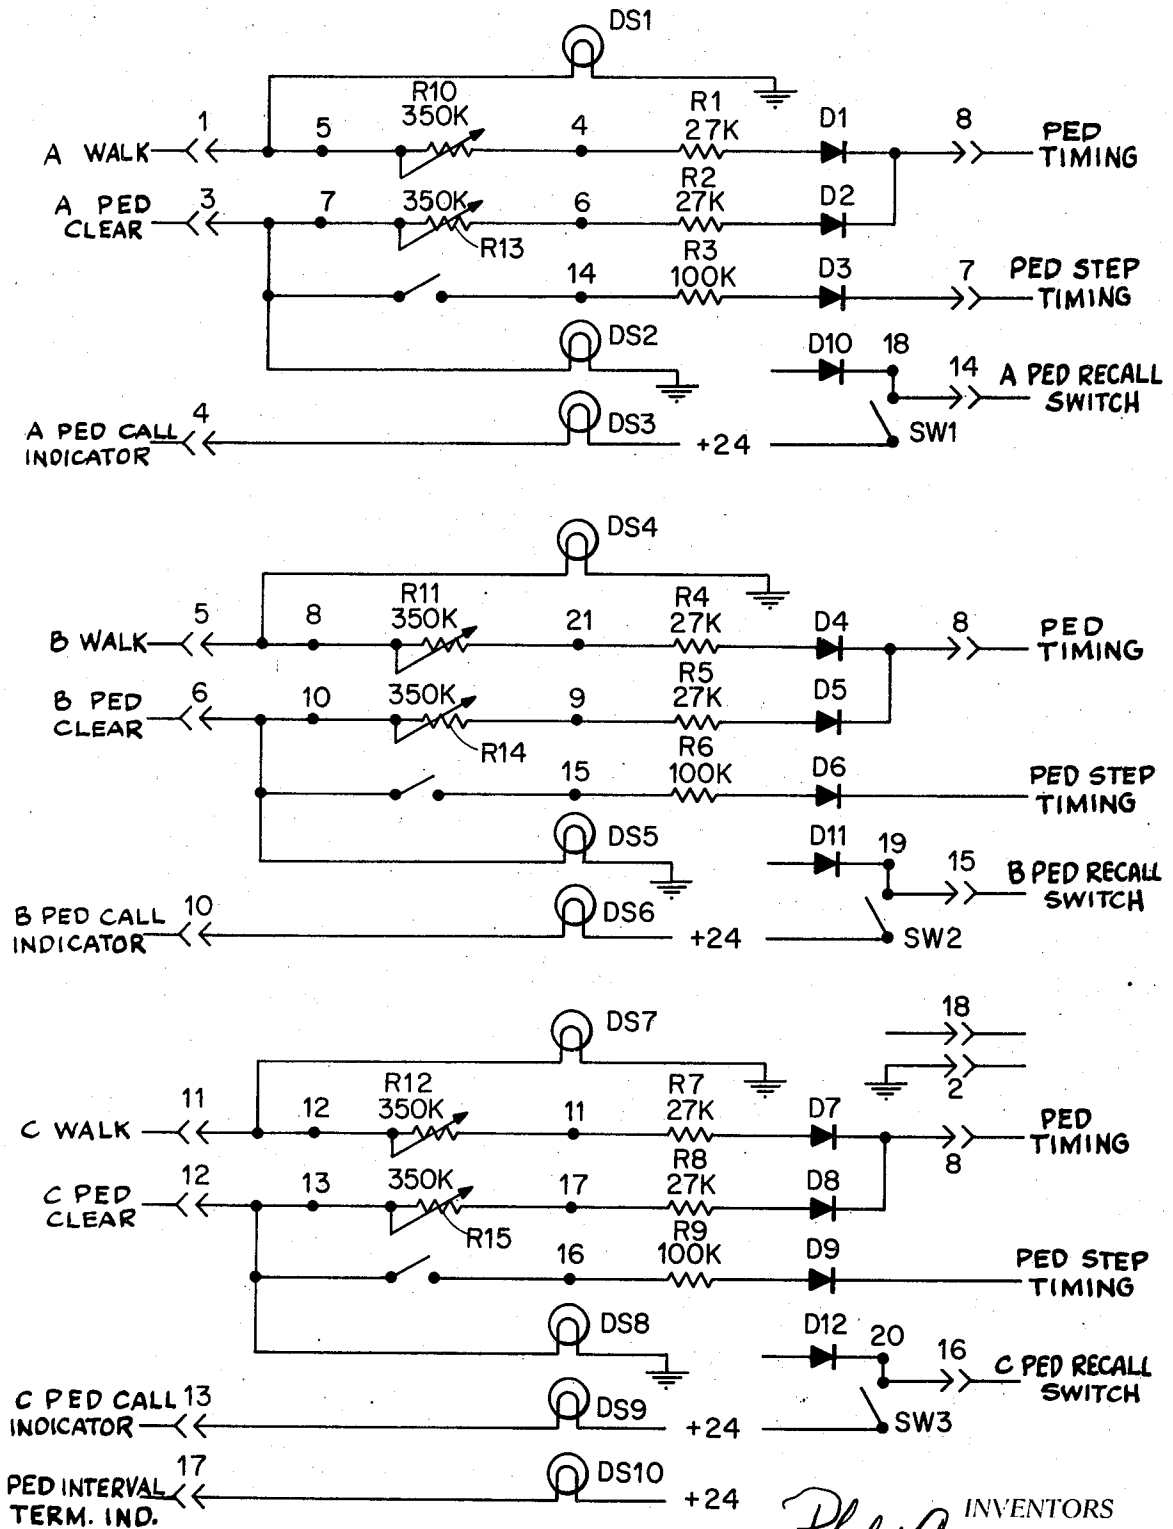 DS1
R10
350K
R1
27K
D1
A WALK
1
5
4
8
PED
TIMING
A PED
CLEAR
3
7
350K
R13
6
R2
27K
D2
14
R3
100K
D3
7
PED STEP
TIMING
DS2
D10
18
14
A PED RECALL
SWITCH
A PED CALL
INDICATOR
4
DS3
+24
SW1
DS4
R11
350K
R4
27K
D4
B WALK
5
8
21
8
PED
TIMING
B PED
CLEAR
6
10
350K
R14
9
R5
27K
D5
15
R6
100K
D6
PED STEP
TIMING
DS5
D11
19
15
B PED RECALL
SWITCH
B PED CALL
INDICATOR
10
DS6
+24
SW2
DS7
18
2
R12
350K
R7
27K
D7
C WALK
11
12
11
8
PED
TIMING
C PED
CLEAR
12
13
350K
R15
17
R8
27K
D8
16
R9
100K
D9
PED STEP
TIMING
DS8
D12
20
16
C PED RECALL
SWITCH
C PED CALL
INDICATOR
13
DS9
+24
SW3
PED INTERVAL
TERM. IND.
17
DS10
+24
INVENTORS